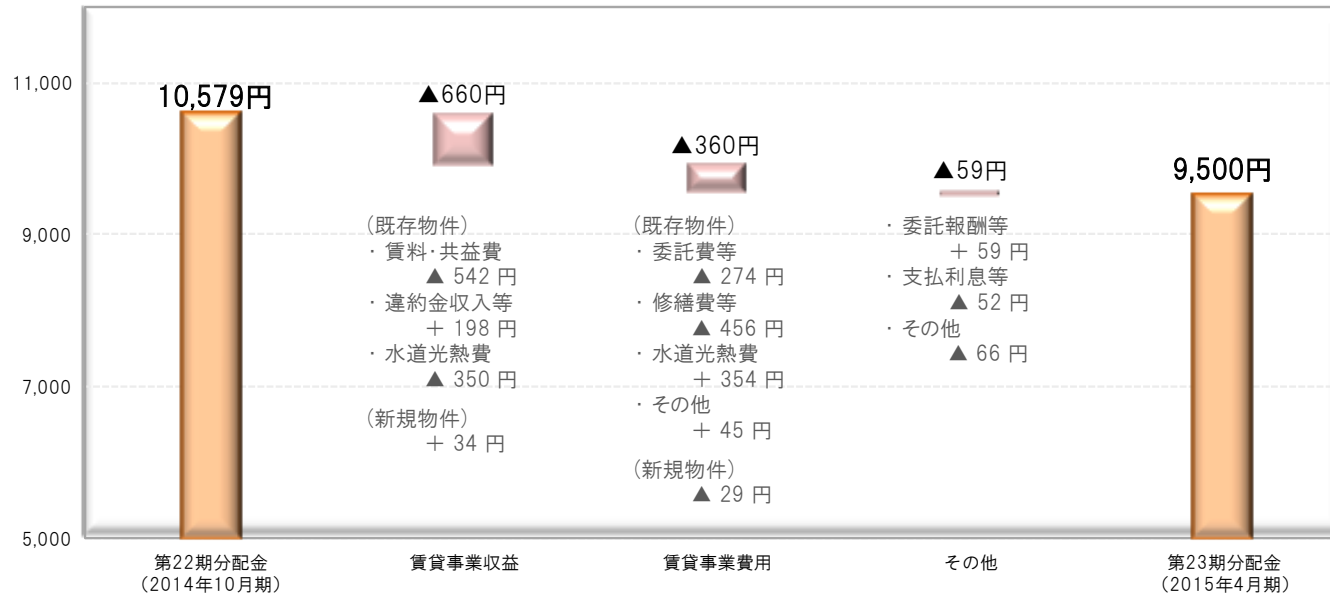 11,000
9,000
7,000
5,000
10,579円
▲660円
(既存物件)
・賃料・共益費
▲ 542 円
・違約金収入等
＋ 198 円
・水道光熱費
▲ 350 円
(新規物件)
＋ 34 円
▲360円
(既存物件)
・委託費等
▲ 274 円
・修繕費等
▲ 456 円
・水道光熱費
＋ 354 円
・その他
＋ 45 円
(新規物件)
▲ 29 円
▲59円
・委託報酬等
＋ 59 円
・支払利息等
▲ 52 円
・その他
▲ 66 円
9,500円
第22期分配金
(2014年10月期)
賃貸事業収益
賃貸事業費用
その他
第23期分配金
(2015年4月期)